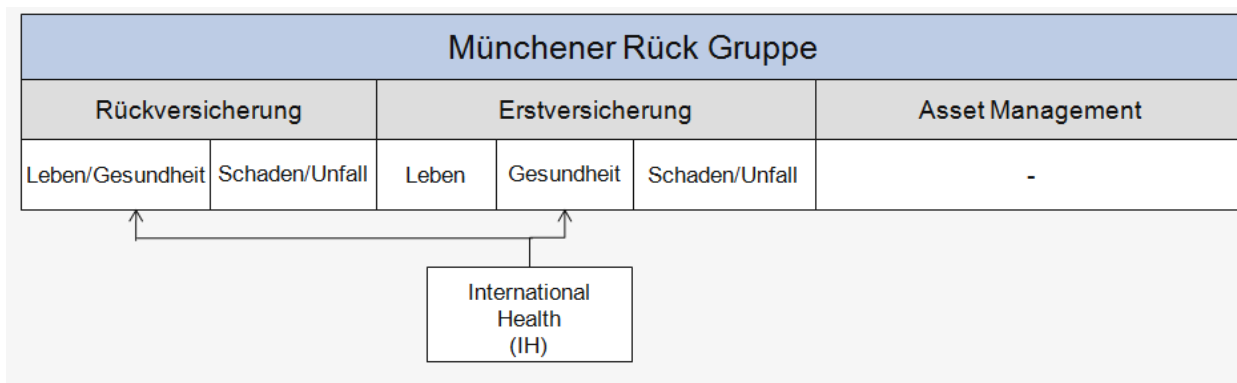 Münchener Rück Gruppe
Rückversicherung
Erstversicherung
Asset Management
Leben/Gesundheit
Schaden/Unfall
Leben
Gesundheit
Schaden/Unfall
-
International
Health
(IH)